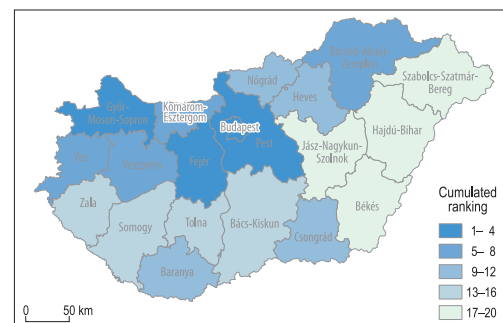 Borsod-Abaúj-
Zemplén
Szabolcs-Szatmár-
Bereg
Nógrád
Heves
Győr-
Moson-Sopron
Komárom-
Esztergom
Budapest
Pest
Hajdú-Bihar
Jász-Nagykun-
Szolnok
Vas
Veszprém
Fejér
Békés
Zala
Somogy
Tolna
Bács-Kiskun
Csongrád
Baranya
Cumulated
ranking
1– 4
5– 8
9–12
13–16
17–20
0 50 km